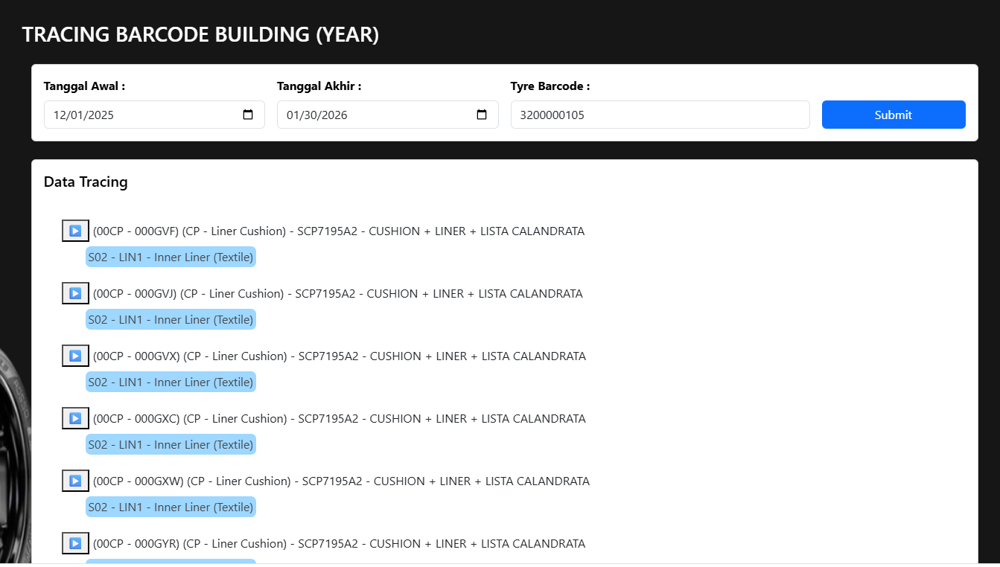 TRACING BARCODE BUILDING (YEAR)
Tanggal Awal : Tanggal Akhir : Tyre Barcode :
12/01/2025 01/30/2026 3200000105 Submit
Data Tracing
(00CP - 000GVF) (CP - Liner Cushion) - SCP7195A2 - CUSHION + LINER + LISTA CALANDRATA
S02 - LIN1 - Inner Liner (Textile)
(00CP - 000GVJ) (CP - Liner Cushion) - SCP7195A2 - CUSHION + LINER + LISTA CALANDRATA
S02 - LIN1 - Inner Liner (Textile)
(00CP - 000GVX) (CP - Liner Cushion) - SCP7195A2 - CUSHION + LINER + LISTA CALANDRATA
S02 - LIN1 - Inner Liner (Textile)
(00CP - 000GXC) (CP - Liner Cushion) - SCP7195A2 - CUSHION + LINER + LISTA CALANDRATA
S02 - LIN1 - Inner Liner (Textile)
(00CP - 000GXW) (CP - Liner Cushion) - SCP7195A2 - CUSHION + LINER + LISTA CALANDRATA
S02 - LIN1 - Inner Liner (Textile)
(00CP - 000GYR) (CP - Liner Cushion) - SCP7195A2 - CUSHION + LINER + LISTA CALANDRATA